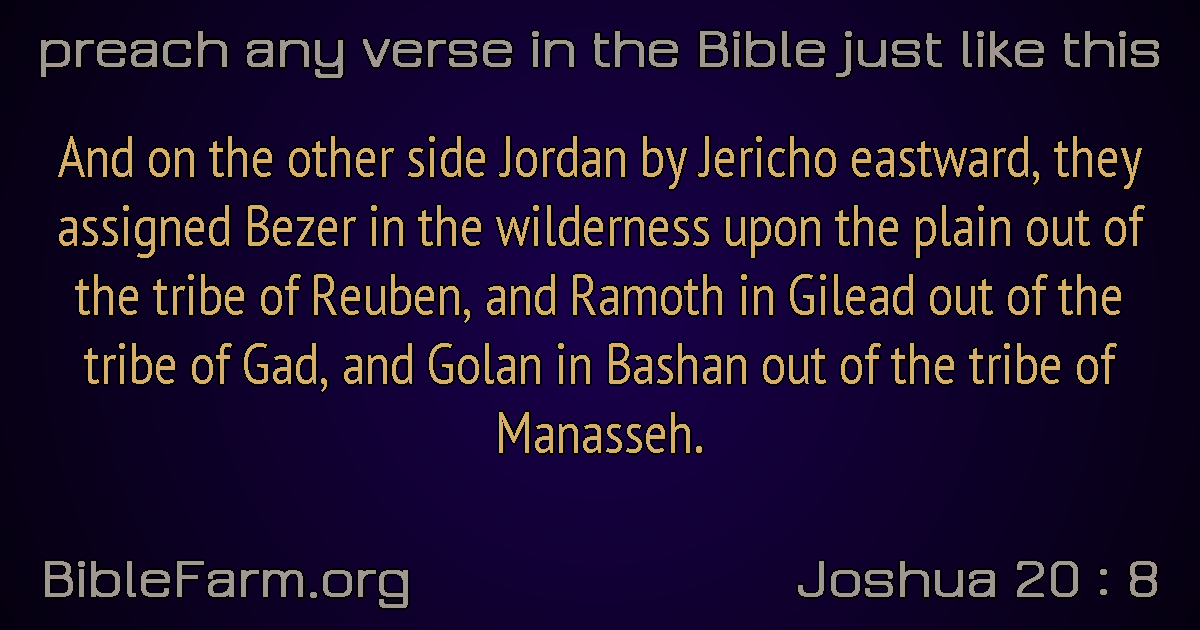 preach any verse in the Bible just like this
And on the other side Jordan by Jericho eastward, they
assigned Bezer in the wilderness upon the plain out of
the tribe of Reuben, and Ramoth in Gilead out of the
tribe of Gad, and Golan in Bashan out of the tribe of
Manasseh.
BibleFarm.org
Joshua 20 : 8